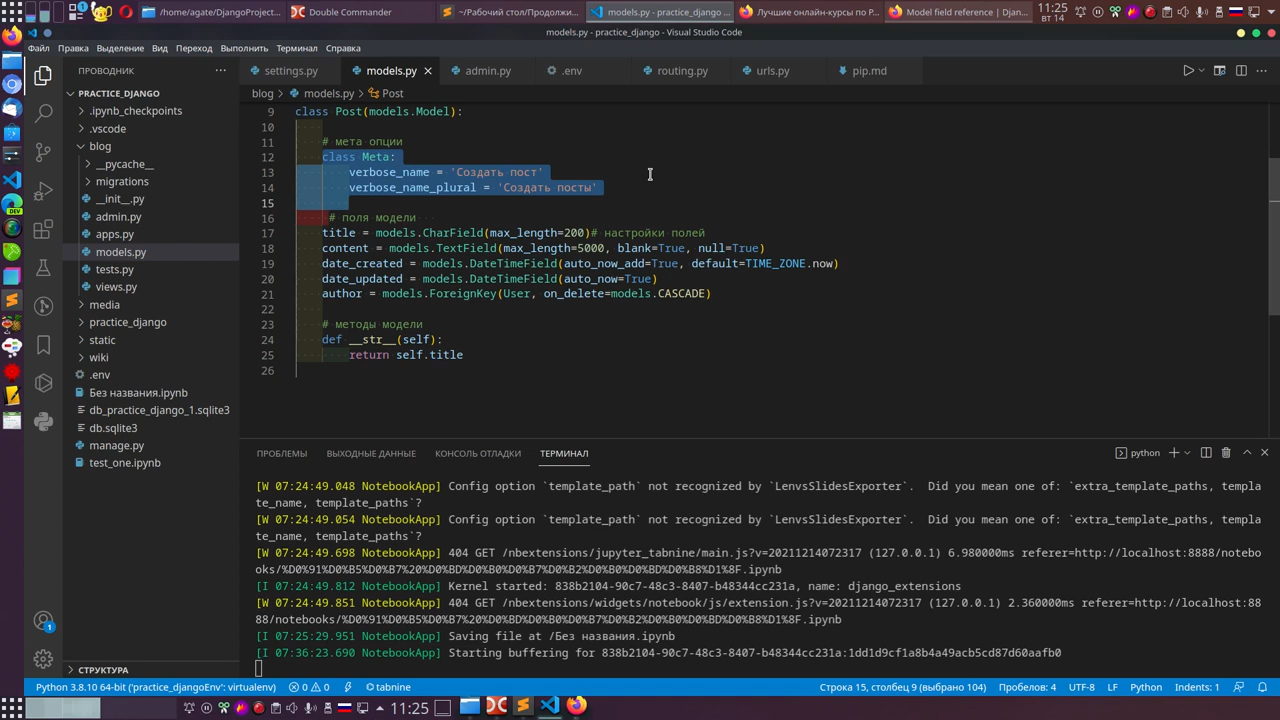 /home/agate/DjangoProject...
Double Commander
~/Рабочий стол/Продолжи...
models.py - practice_django ...
Лучшие онлайн-курсы по P...
Model field reference | Djan...
11:25
вт 14
models.py - practice_django - Visual Studio Code
Файл Правка Выделение Вид Переход Выполнить Терминал Справка
ПРОВОДНИК ···
settings.py models.py admin.py .env routing.py urls.py pip.md
PRACTICE_DJANGO
blog > models.py > Post
.ipynb_checkpoints
.vscode
blog
__pycache__
migrations
__init__.py
admin.py
apps.py
models.py
tests.py
views.py
media
practice_django
static
wiki
.env
Без названия.ipynb
db_practice_django_1.sqlite3
db.sqlite3
manage.py
test_one.ipynb
СТРУКТУРА
9 class Post(models.Model):
10
11 # мета опции
12 class Meta:
13 verbose_name = 'Создать пост'
14 verbose_name_plural = 'Создать посты'
15
16 # поля модели
17 title = models.CharField(max_length=200)# настройки полей
18 content = models.TextField(max_length=5000, blank=True, null=True)
19 date_created = models.DateTimeField(auto_now_add=True, default=TIME_ZONE.now)
20 date_updated = models.DateTimeField(auto_now=True)
21 author = models.ForeignKey(User, on_delete=models.CASCADE)
22
23 # методы модели
24 def __str__(self):
25 return self.title
26
ПРОБЛЕМЫ ВЫХОДНЫЕ ДАННЫЕ КОНСОЛЬ ОТЛАДКИ ТЕРМИНАЛ
python
[W 07:24:49.048 NotebookApp] Config option `template_path` not recognized by `LenvsSlidesExporter`.  Did you mean one of: `extra_template_paths, templa
te_name, template_paths`?
[W 07:24:49.054 NotebookApp] Config option `template_path` not recognized by `LenvsSlidesExporter`.  Did you mean one of: `extra_template_paths, templa
te_name, template_paths`?
[W 07:24:49.698 NotebookApp] 404 GET /nbextensions/jupyter_tabnine/main.js?v=20211214072317 (127.0.0.1) 6.980000ms referer=http://localhost:8888/notebo
oks/%D0%91%D0%B5%D0%B7%20%D0%BD%D0%B0%D0%B7%D0%B2%D0%B0%D0%BD%D0%B8%D1%8F.ipynb
[I 07:24:49.812 NotebookApp] Kernel started: 838b2104-90c7-48c3-8407-b48344cc231a, name: django_extensions
[W 07:24:49.851 NotebookApp] 404 GET /nbextensions/widgets/notebook/js/extension.js?v=20211214072317 (127.0.0.1) 2.360000ms referer=http://localhost:88
88/notebooks/%D0%91%D0%B5%D0%B7%20%D0%BD%D0%B0%D0%B7%D0%B2%D0%B0%D0%BD%D0%B8%D1%8F.ipynb
[I 07:25:29.951 NotebookApp] Saving file at /Без названия.ipynb
[I 07:36:23.690 NotebookApp] Starting buffering for 838b2104-90c7-48c3-8407-b48344cc231a:1dd1d9cf1a8b4a49acb5cd87d60aafb0
1
Python 3.8.10 64-bit ('practice_djangoEnv': virtualenv) 0 0 tabnine
Строка 15, столбец 9 (выбрано 104) Пробелов: 4 UTF-8 LF Python Indents: 1
11:25